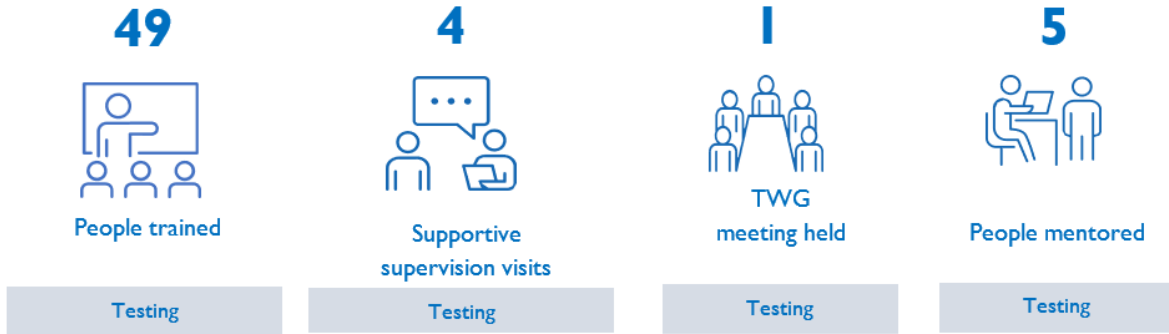 49
4
1
5
People trained
Supportive
supervision visits
TWG
meeting held
People mentored
Testing
Testing
Testing
Testing